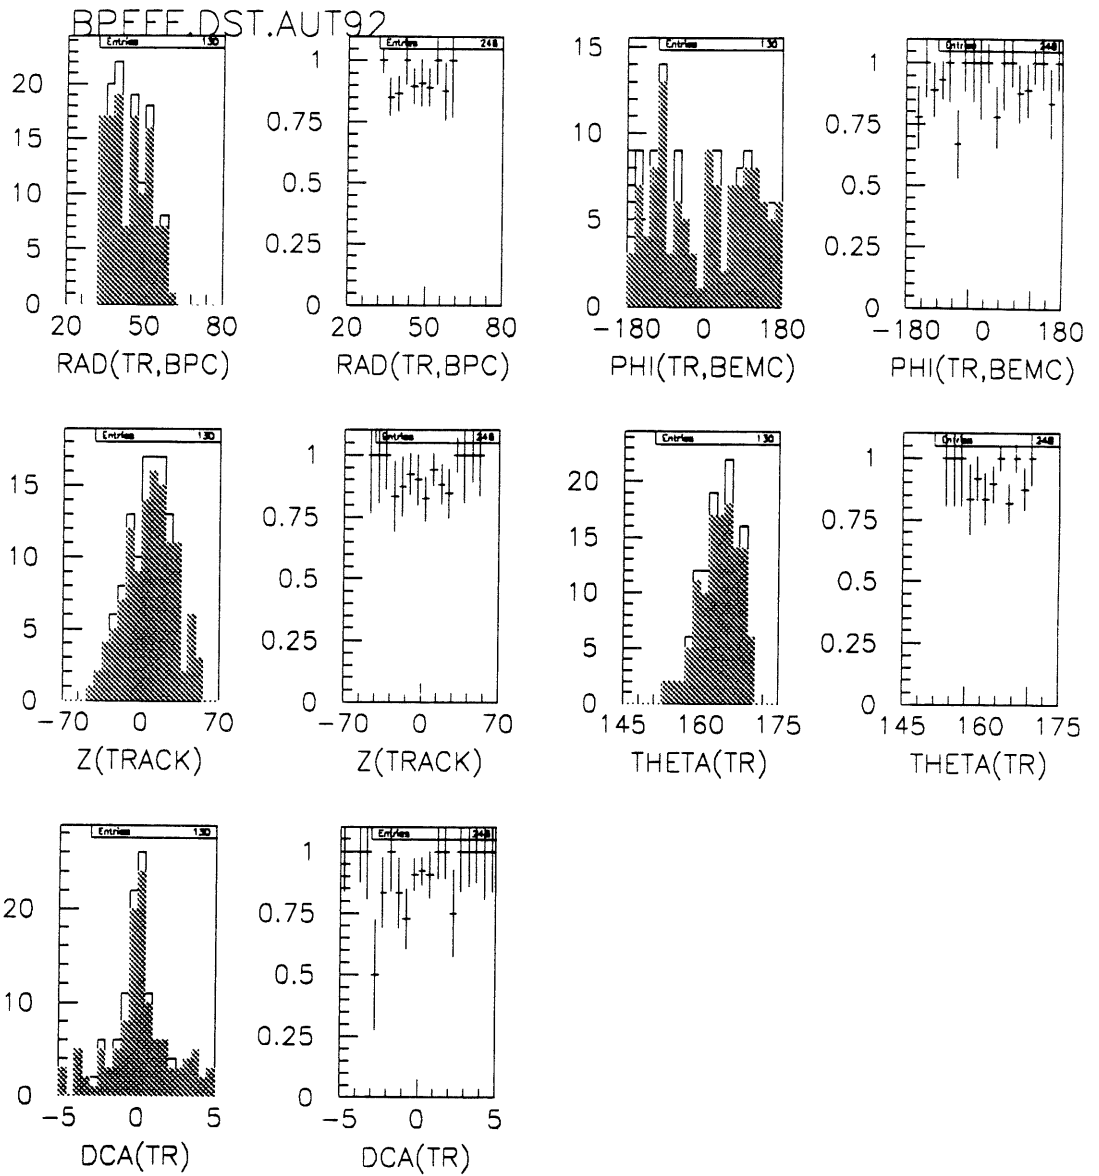 BPEFF.DST.AUT92
Entries 130
20
15
10
5
0
20 50 80
RAD(TR,BPC)
Entries 248
1
0.75
0.5
0.25
0
20 50 80
RAD(TR,BPC)
Entries 130
15
10
5
0
−180 0 180
PHI(TR,BEMC)
Entries 248
1
0.75
0.5
0.25
0
−180 0 180
PHI(TR,BEMC)
Entries 130
15
10
5
0
−70 0 70
Z(TRACK)
Entries 248
1
0.75
0.5
0.25
0
−70 0 70
Z(TRACK)
Entries 130
20
15
10
5
0
145 160 175
THETA(TR)
Entries 248
1
0.75
0.5
0.25
0
145 160 175
THETA(TR)
Entries 130
20
10
0
−5 0 5
DCA(TR)
Entries 248
1
0.75
0.5
0.25
0
−5 0 5
DCA(TR)